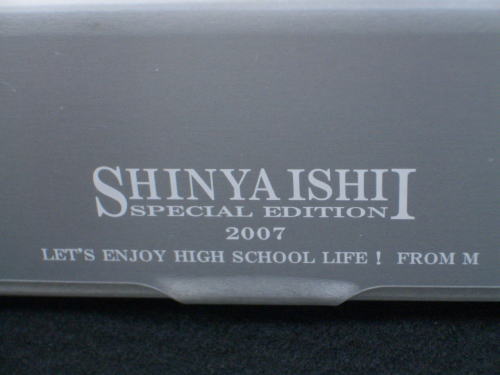 SHINYA ISHII
SPECIAL EDITION
2007
LET'S ENJOY HIGH SCHOOL LIFE! FROM M